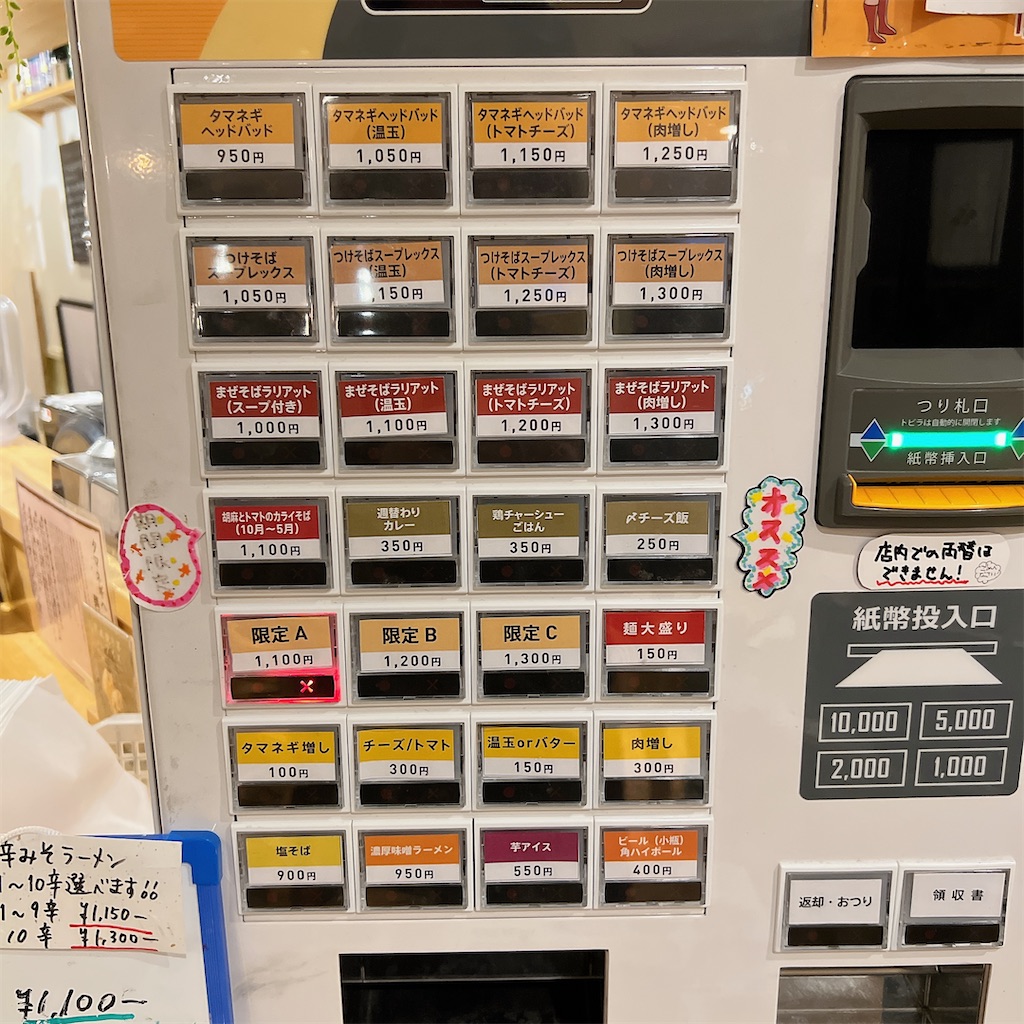 タマネギ
ヘッドバッド
950円
タマネギヘッドバッド
(温玉)
1,050円
タマネギヘッドバッド
(トマトチーズ)
1,150円
タマネギヘッドバッド
(肉増し)
1,250円
つけそば
スープレックス
1,050円
つけそばスープレックス
(温玉)
,150円
つけそばスープレックス
(トマトチーズ)
1,250円
つけそばスープレックス
(肉増し)
1,300円
まぜそばラリアット
(スープ付き)
1,000円
まぜそばラリアット
(温玉)
1,100円
まぜそばラリアット
(トマトチーズ)
1,200円
まぜそばラリアット
(肉増し)
1,300円
胡麻とトマトのカライそば
(10月〜5月)
1,100円
週替わり
カレー
350円
鶏チャーシュー
ごはん
350円
〆チーズ飯
250円
限定A
1,100円
×
限定B
1,200円
限定C
1,300円
麺大盛り
150円
タマネギ増し
100円
チーズ/トマト
300円
温玉orバター
150円
肉増し
300円
塩そば
900円
濃厚味噌ラーメン
950円
芋アイス
550円
ビール(小瓶)
角ハイボール
400円
期間限定
オススメ
つり札口
トビラは自動的に開閉します
紙幣挿入口
店内での両替は
できません!
紙幣投入口
10,000
5,000
2,000
1,000
返却・おつり
領収書
辛みそラーメン
1〜10辛選べます!!
1〜9辛 ¥1,150-
10辛 ¥1,300-
¥1,100-